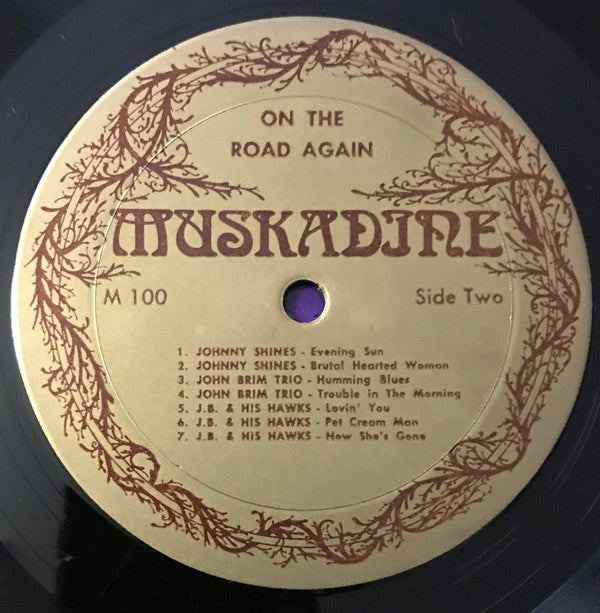 ON THE
ROAD AGAIN
MUSKADINE
M 100
Side Two
1. JOHNNY SHINES - Evening Sun
2. JOHNNY SHINES - Brutal Hearted Woman
3. JOHN BRIM TRIO - Humming Blues
4. JOHN BRIM TRIO - Trouble in The Morning
5. J.B. & HIS HAWKS - Lovin' You
6. J.B. & HIS HAWKS - Pet Cream Man
7. J.B. & HIS HAWKS - Now She's Gone